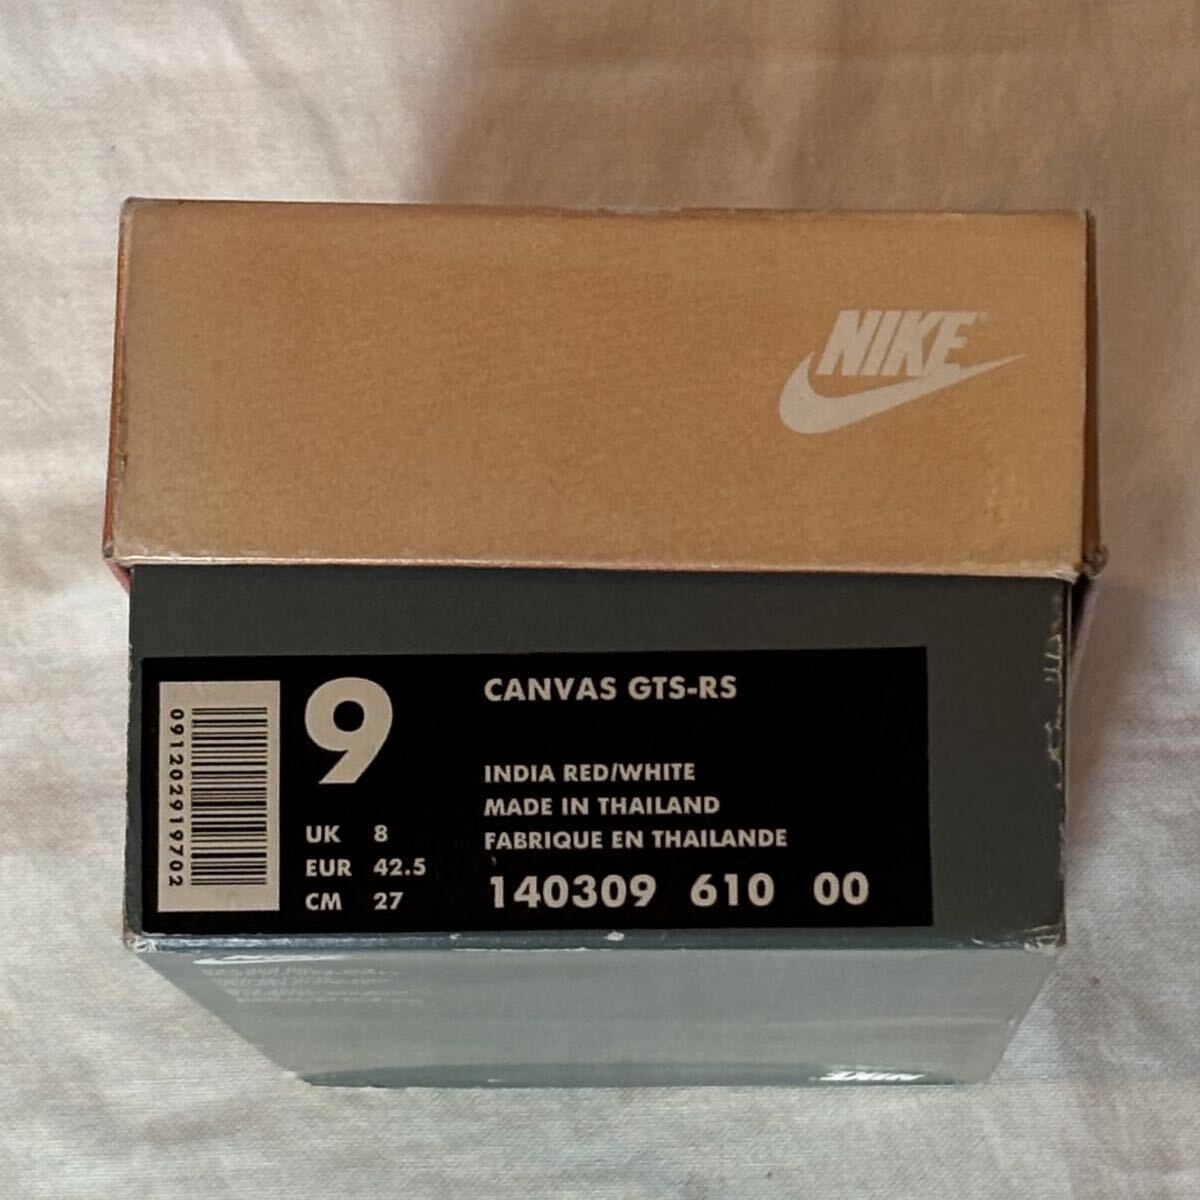 NIKE
091202919702
9
UK 8
EUR 42.5
CM 27
CANVAS GTS-RS
INDIA RED/WHITE
MADE IN THAILAND
FABRIQUE EN THAILANDE
140309 610 00
NIKE